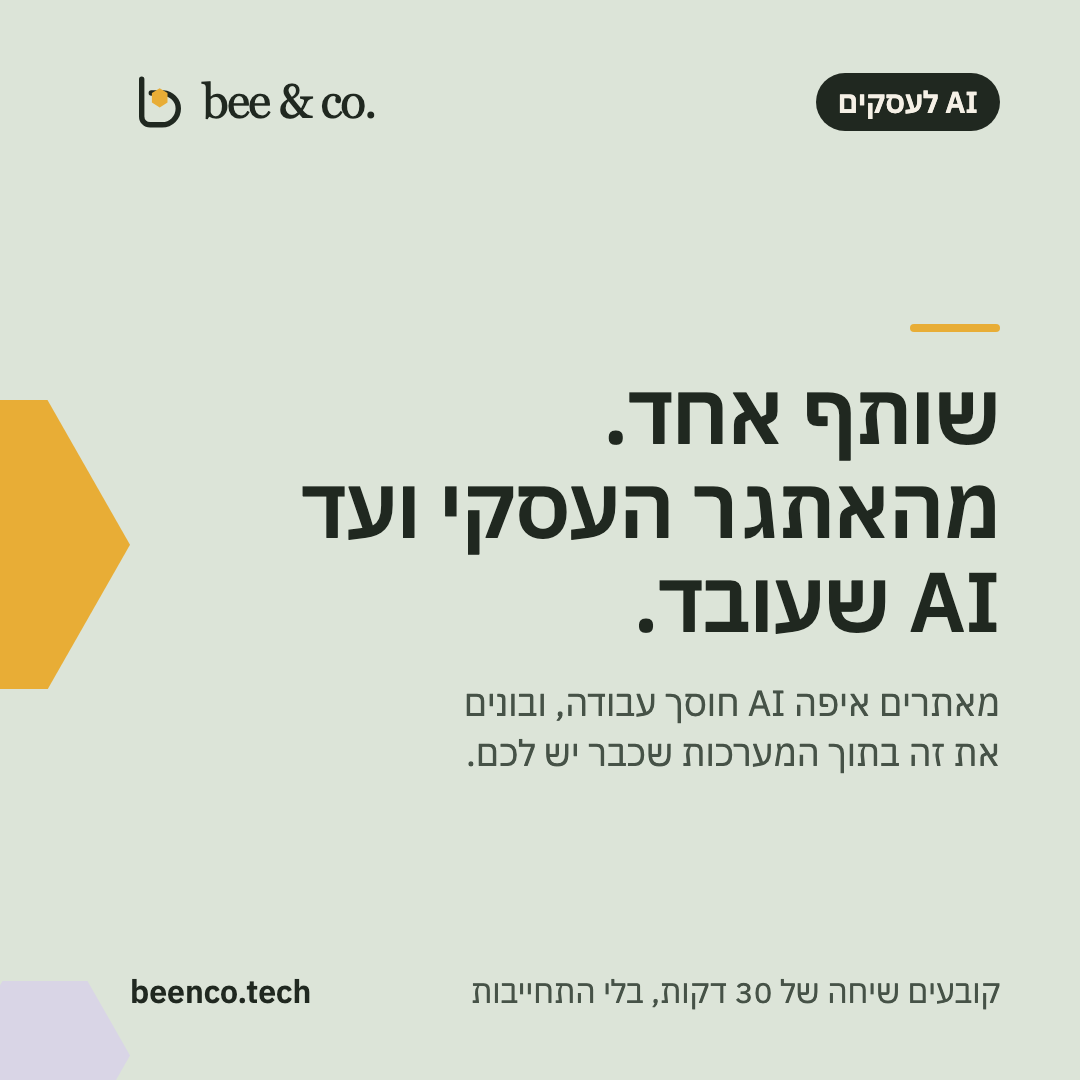 AI לעסקים
bee & co.
שותף אחד.
מהאתגר העסקי ועד
AI שעובד.
מאתרים איפה AI חוסך עבודה, ובונים
את זה בתוך המערכות שכבר יש לכם.
קובעים שיחה של 30 דקות, בלי התחייבות
beenco.tech